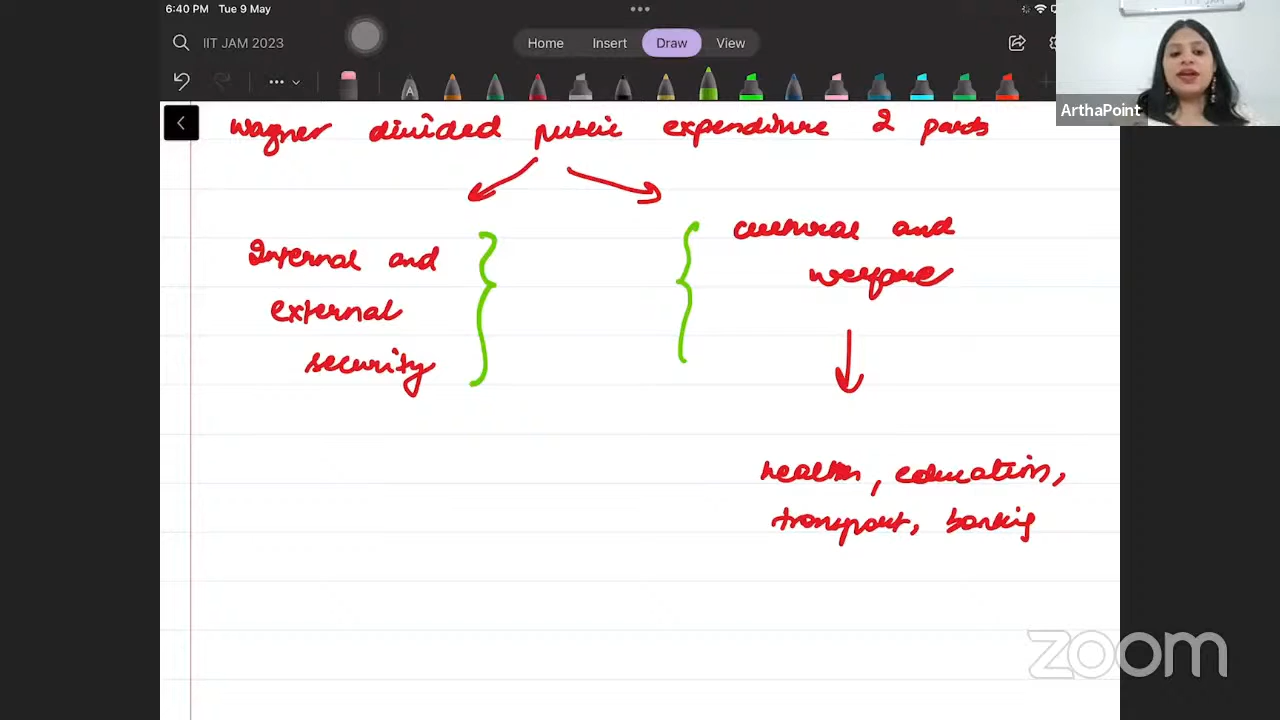 6:40 PM Tue 9 May
IIT JAM 2023
Home Insert Draw View
ArthaPoint
A
Wagner divided public expenditure 2 parts
Internal and
external
security
cultural and
welfare
health, education,
transport, banking
zoom